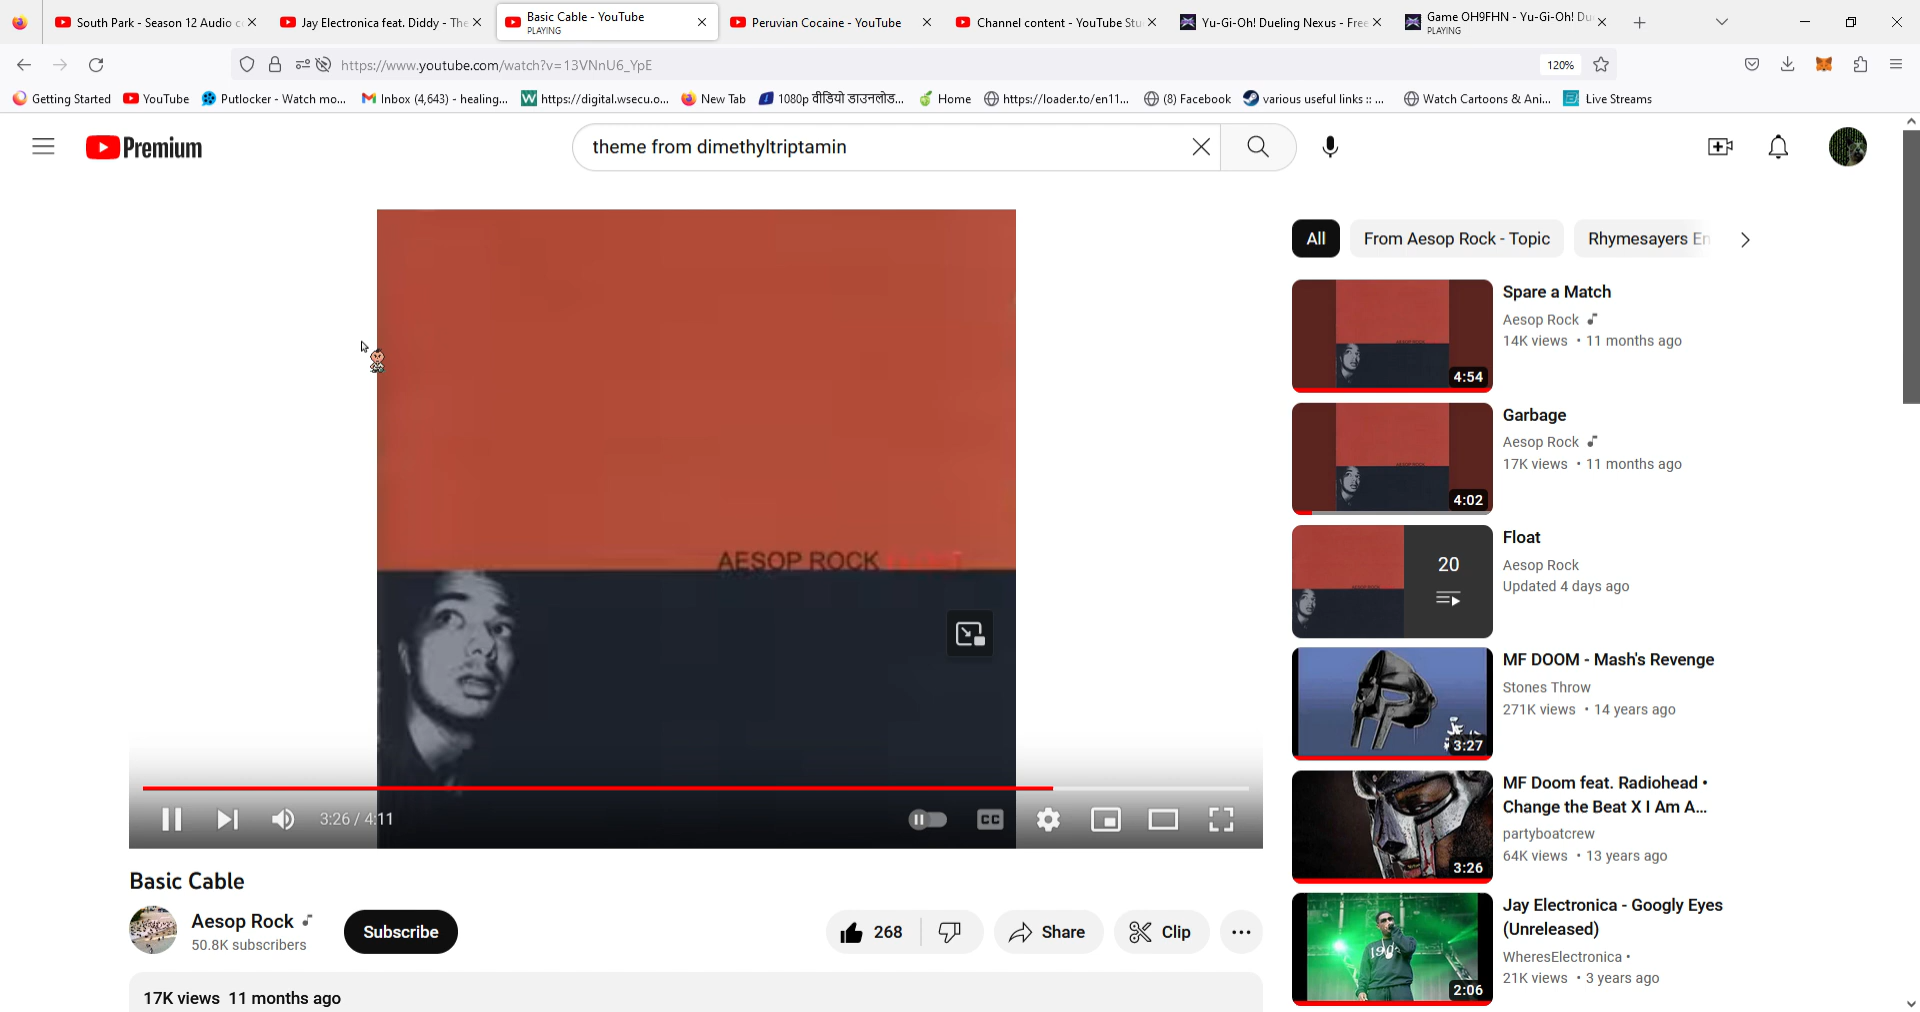 South Park - Season 12 Audio c
Jay Electronica feat. Diddy - The
Basic Cable - YouTube
PLAYING
Peruvian Cocaine - YouTube
Channel content - YouTube Stu
Yu-Gi-Oh! Dueling Nexus - Free
Game OH9FHN - Yu-Gi-Oh! Du
PLAYING
https://www.youtube.com/watch?v=13VNnU6_YpE
120%
Getting Started
YouTube
Putlocker - Watch mo...
Inbox (4,643) - healing...
https://digital.wsecu.o...
New Tab
1080p वीडियो डाउनलोड...
Home
https://loader.to/en11...
(8) Facebook
various useful links :: ...
Watch Cartoons & Ani...
Live Streams
Premium
theme from dimethyltriptamin
AESOP ROCK
3:26 / 4:11
CC
Basic Cable
Aesop Rock
50.8K subscribers
Subscribe
268
Share
Clip
17K views 11 months ago
All
From Aesop Rock - Topic
Rhymesayers En
Spare a Match
Aesop Rock
14K views • 11 months ago
4:54
Garbage
Aesop Rock
17K views • 11 months ago
4:02
Float
Aesop Rock
Updated 4 days ago
20
MF DOOM - Mash's Revenge
Stones Throw
271K views • 14 years ago
3:27
MF Doom feat. Radiohead •
Change the Beat X I Am A...
partyboatcrew
64K views • 13 years ago
3:26
Jay Electronica - Googly Eyes
(Unreleased)
WheresElectronica •
21K views • 3 years ago
2:06